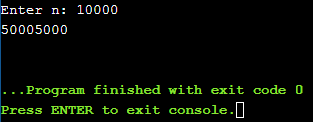 Enter n: 10000
50005000
...Program finished with exit code 0
Press ENTER to exit console.